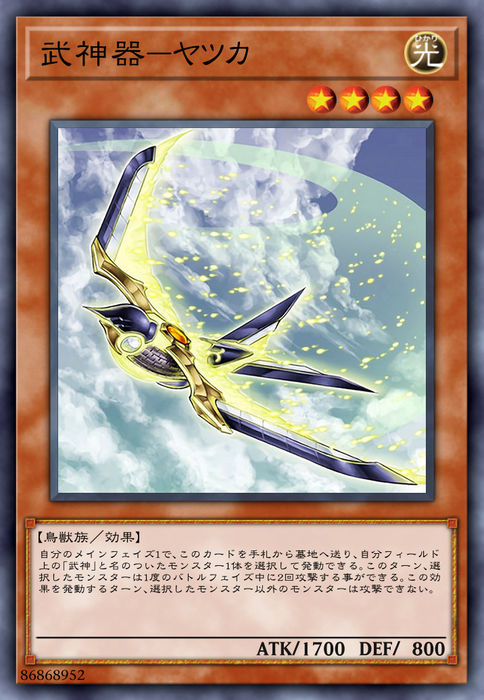 武神器－ヤツカ
ひかり
光
【鳥獣族／効果】
自分のメインフェイズ1で、このカードを手札から墓地へ送り、自分フィールド
上の「武神」と名のついたモンスター1体を選択して発動できる。このターン、選
択したモンスターは1度のバトルフェイズ中に2回攻撃する事ができる。この効
果を発動するターン、選択したモンスター以外のモンスターは攻撃できない。
ATK/1700 DEF/ 800
86868952